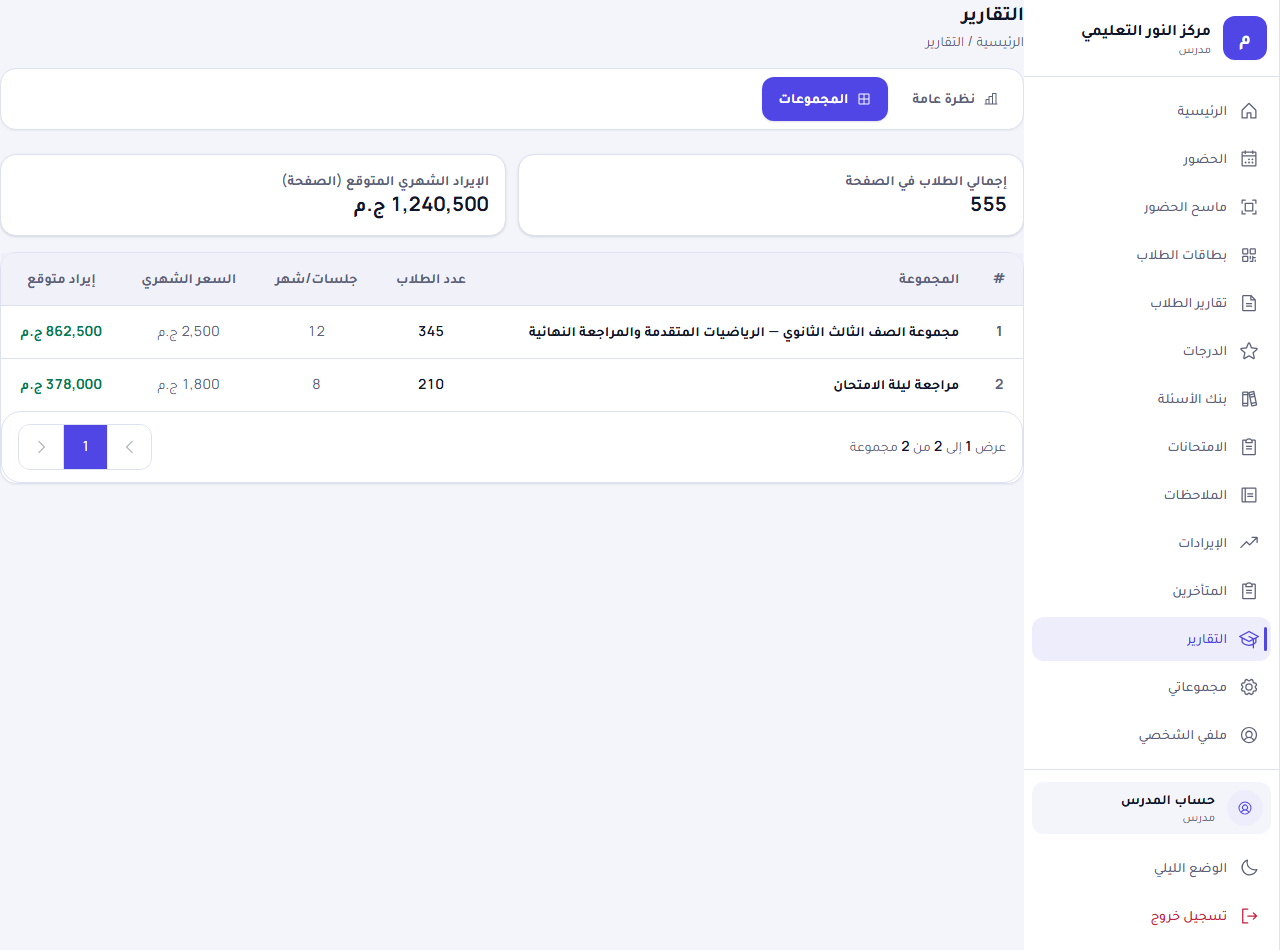 م
مركز النور التعليمي
مدرس
الرئيسية
الحضور
ماسح الحضور
بطاقات الطلاب
تقارير الطلاب
الدرجات
بنك الأسئلة
الامتحانات
الملاحظات
الإيرادات
المتأخرين
التقارير
مجموعاتي
ملفي الشخصي
حساب المدرس
مدرس
الوضع الليلي
تسجيل خروج
التقارير
الرئيسية / التقارير
نظرة عامة
المجموعات
إجمالي الطلاب في الصفحة
555
الإيراد الشهري المتوقع (الصفحة)
1,240,500 ج.م
# المجموعة عدد الطلاب جلسات/شهر السعر الشهري إيراد متوقع
1 مجموعة الصف الثالث الثانوي — الرياضيات المتقدمة والمراجعة النهائية 345 12 2,500 ج.م 862,500 ج.م
2 مراجعة ليلة الامتحان 210 8 1,800 ج.م 378,000 ج.م
عرض 1 إلى 2 من 2 مجموعة
1